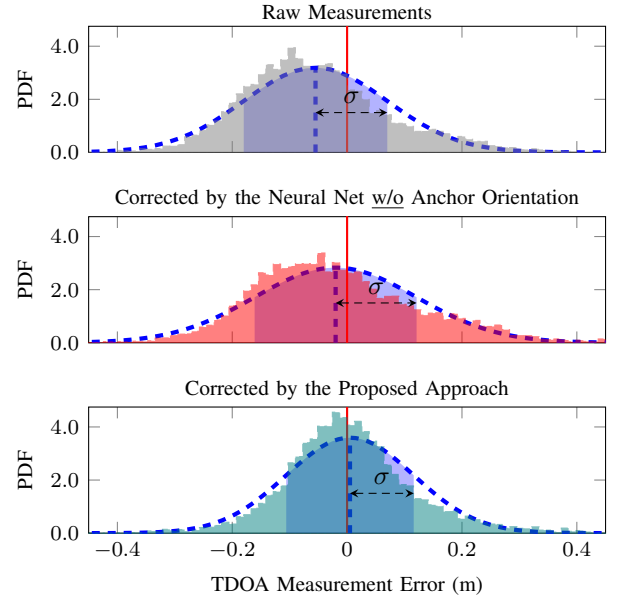 Raw Measurements
4.0
2.0
0.0
PDF
σ
Corrected by the Neural Net w/o Anchor Orientation
4.0
2.0
0.0
PDF
σ
Corrected by the Proposed Approach
4.0
2.0
0.0
PDF
σ
−0.4 −0.2 0 0.2 0.4
TDOA Measurement Error (m)